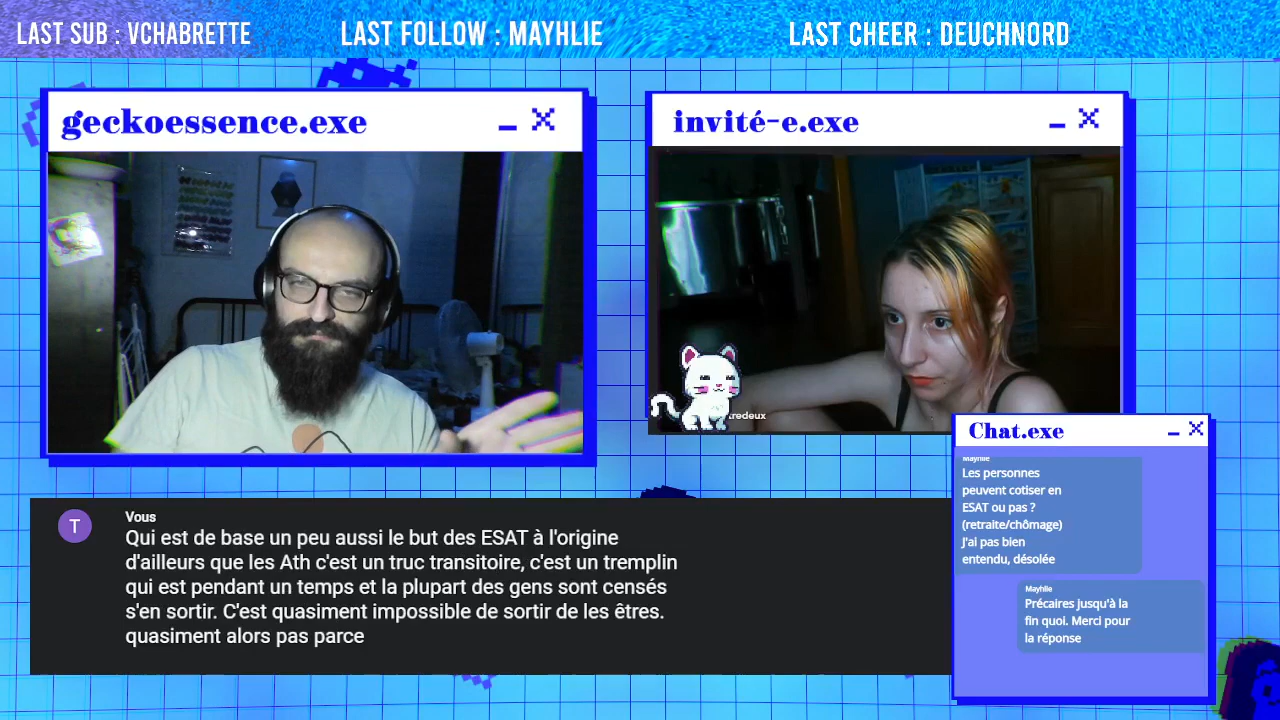 LAST SUB : VCHABRETTE
LAST FOLLOW : MAYHLIE
LAST CHEER : DEUCHNORD
geckoessence.exe
invité-e.exe
redeux
Chat.exe
Mayhlie
Les personnes
peuvent cotiser en
ESAT ou pas ?
(retraite/chômage)
J'ai pas bien
entendu, désolée
Mayhlie
Précaires jusqu'à la
fin quoi. Merci pour
la réponse
T
Vous
Qui est de base un peu aussi le but des ESAT à l'origine
d'ailleurs que les Ath c'est un truc transitoire, c'est un tremplin
qui est pendant un temps et la plupart des gens sont censés
s'en sortir. C'est quasiment impossible de sortir de les êtres.
quasiment alors pas parce